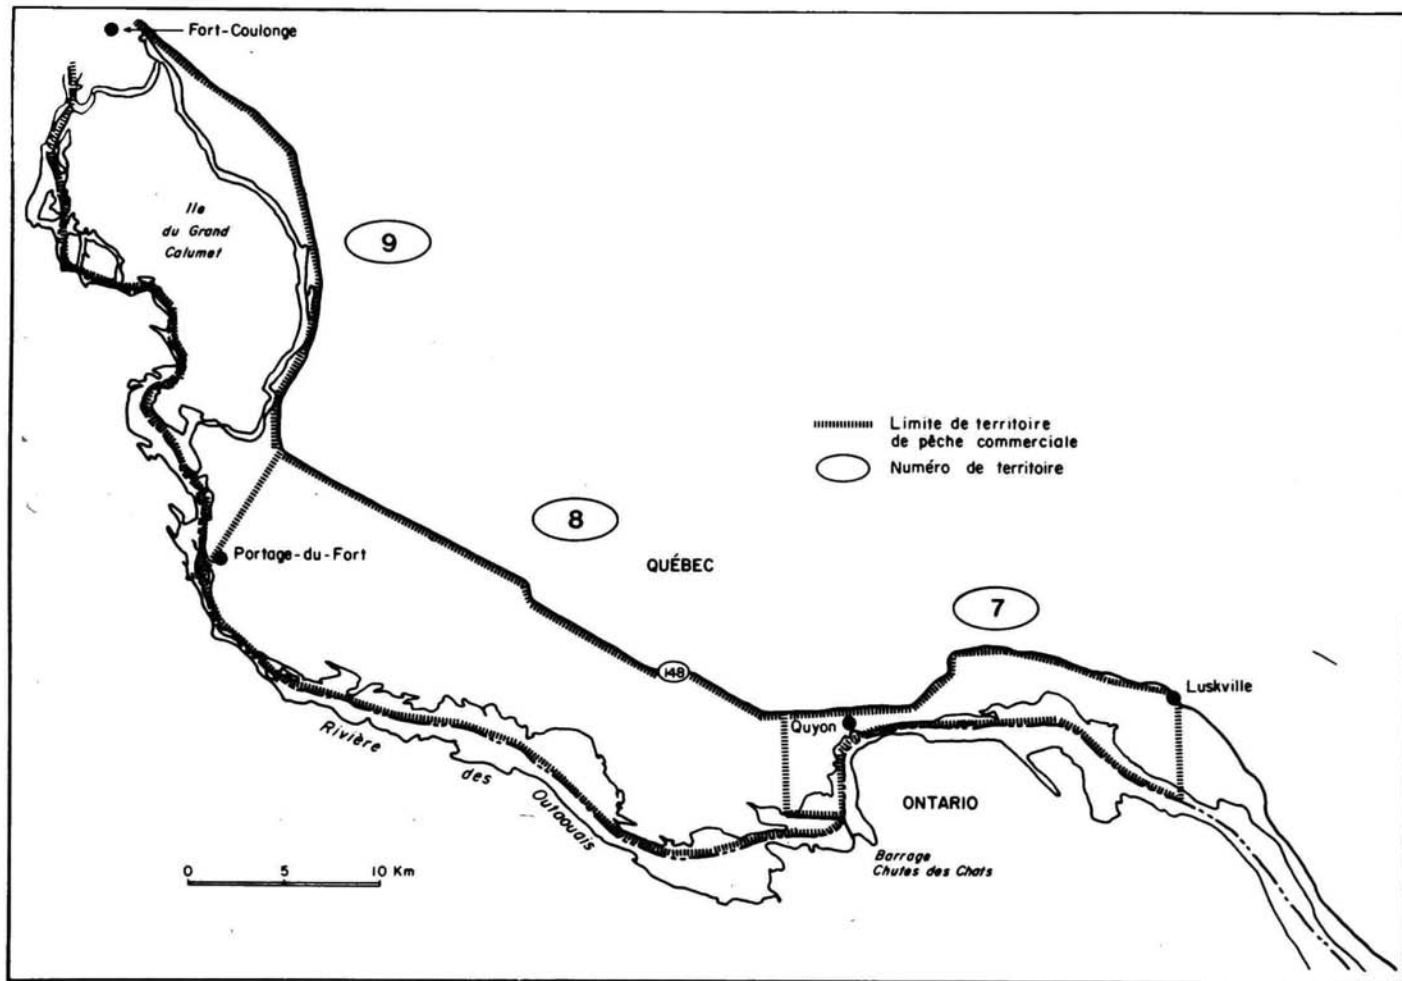 Fort-Coulonge
Ile
du Grand
Calumet
9
Limite de territoire
de pêche commerciale
Numéro de territoire
8
Portage-du-Fort
QUÉBEC
7
148
Luskville
Quyon
Rivière
des
Outaouais
ONTARIO
Barrage
Chutes des Chats
0 5 10 Km